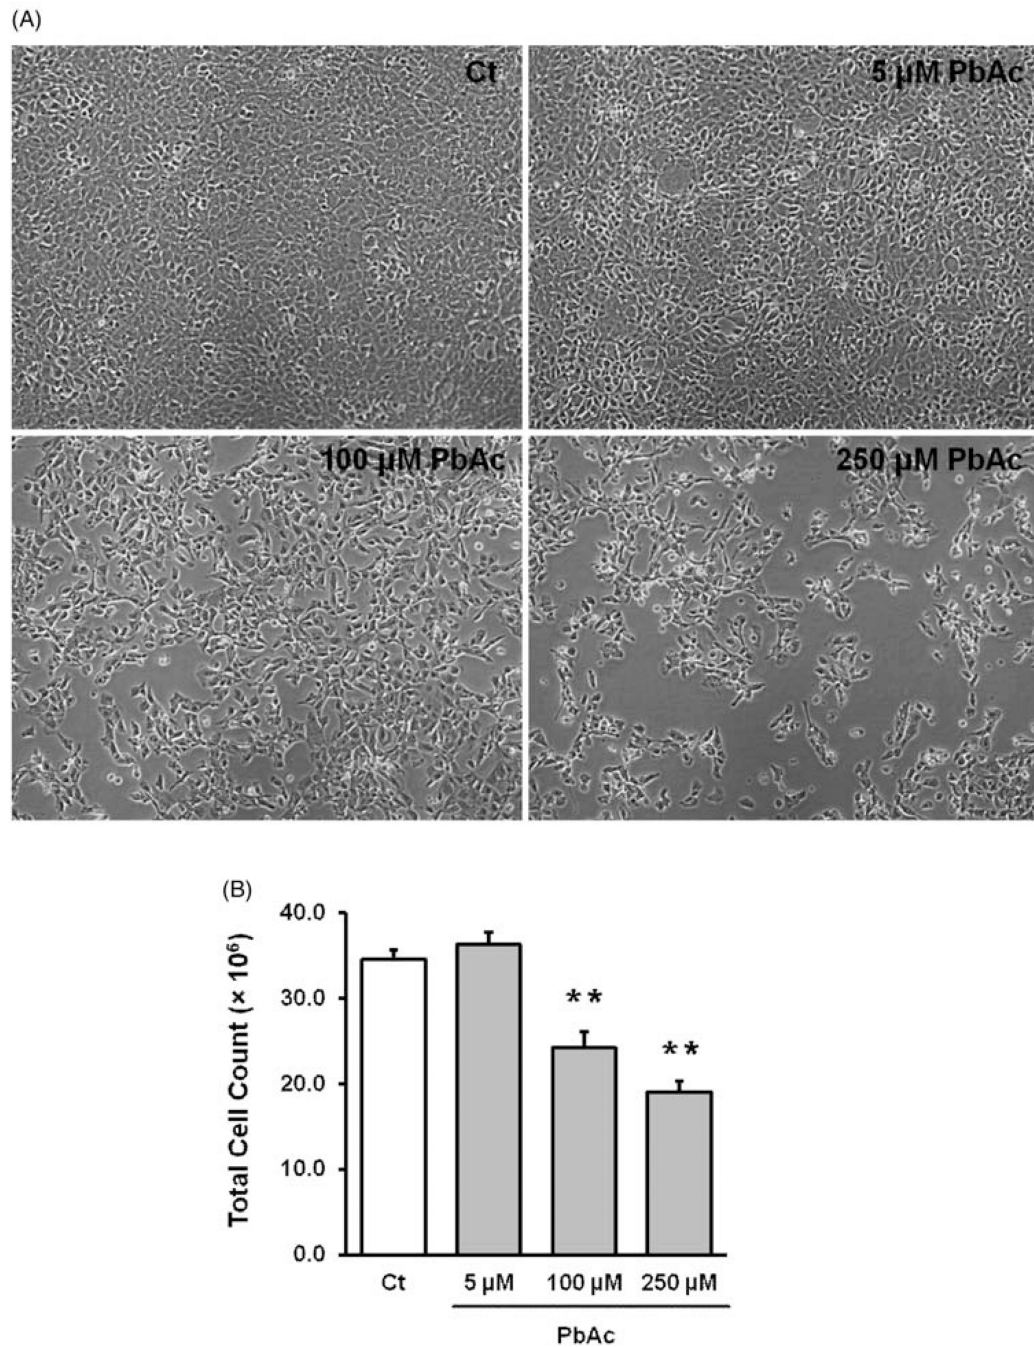 (A)
Ct
5 µM PbAc
100 µM PbAc
250 µM PbAc
(B)
Total Cell Count (× 10⁶)
40.0
30.0
20.0
10.0
0.0
**
**
Ct
5 µM
100 µM
250 µM
PbAc